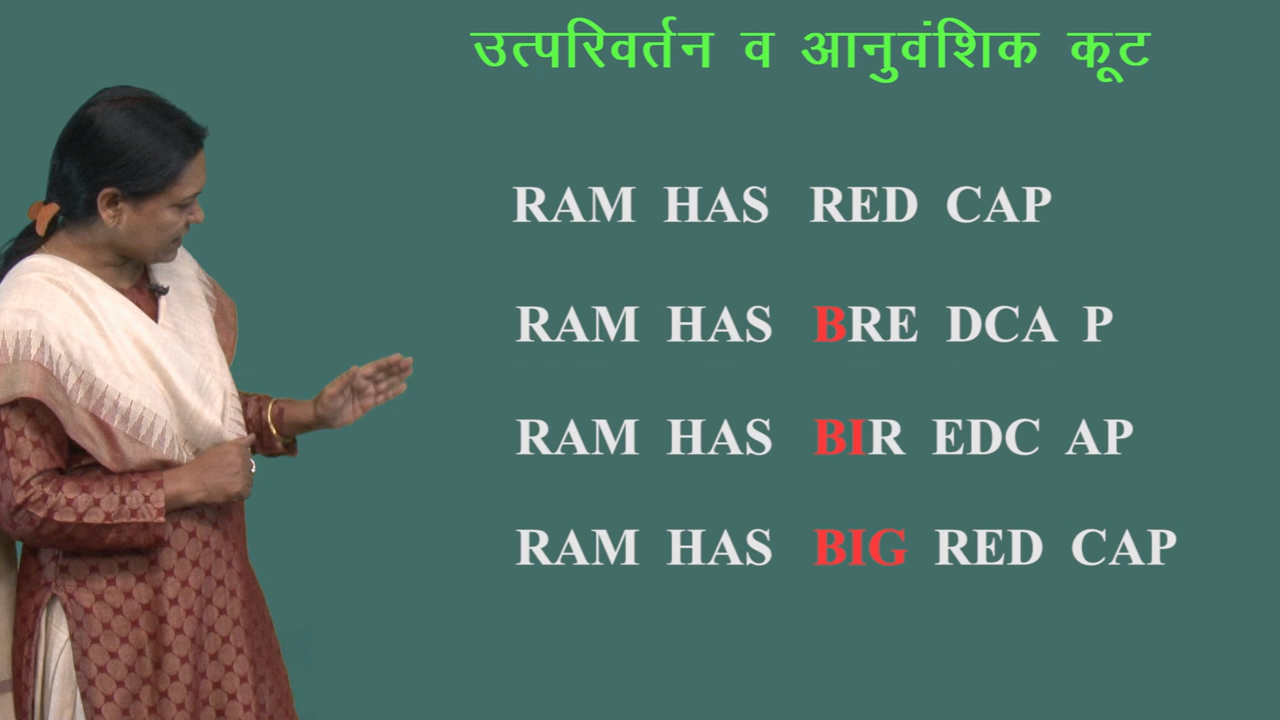 उत्परिवर्तन व आनुवंशिक कूट
RAM HAS RED CAP
RAM HAS BRE DCA P
RAM HAS BIR EDC AP
RAM HAS BIG RED CAP